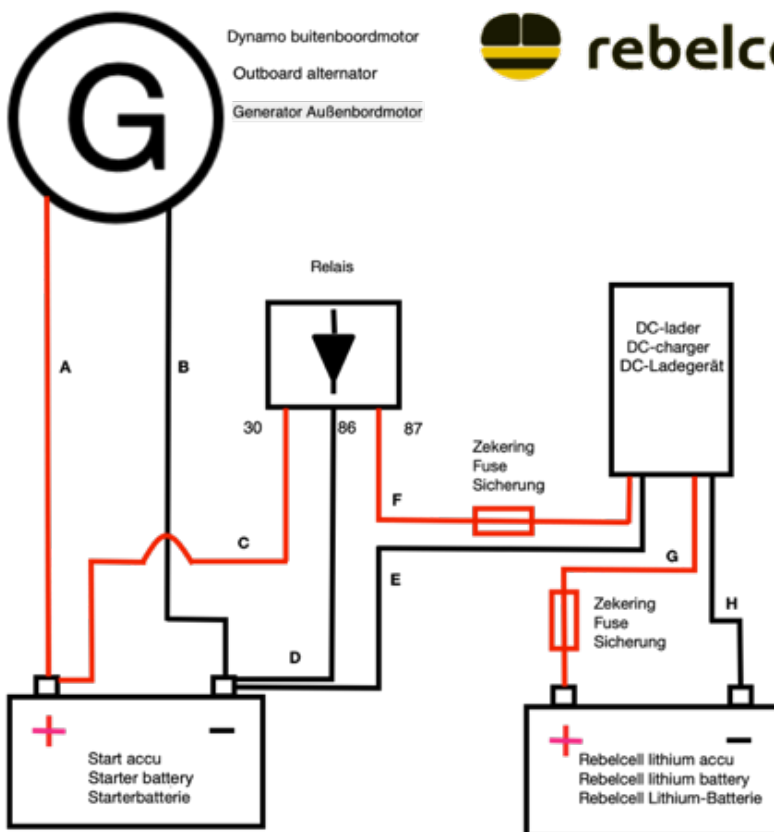 Dynamo buitenboordmotor
Outboard alternator
Generator Außenbordmotor
G
Relais
A
B
30
86
87
C
D
DC-lader
DC-charger
DC-Ladegerät
Zekering
Fuse
Sicherung
F
E
G
H
Zekering
Fuse
Sicherung
+
−
Start accu
Starter battery
Starterbatterie
+
−
Rebelcell lithium accu
Rebelcell lithium battery
Rebelcell Lithium-Batterie